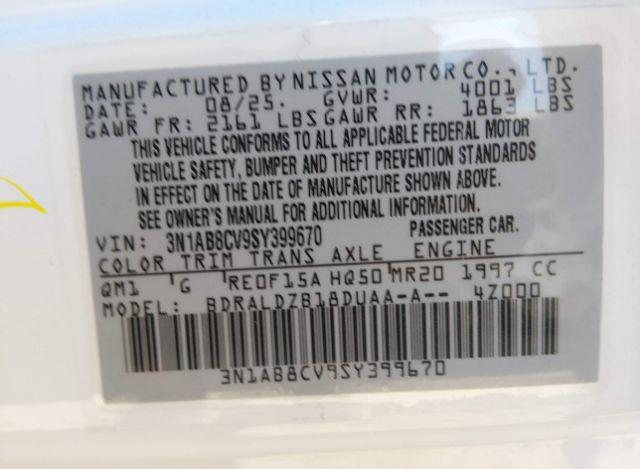 MANUFACTURED BY NISSAN MOTOR CO., LTD.
DATE: 08/25. GVWR: 4001 LBS
GAWR FR: 2161 LBS GAWR RR: 1863 LBS
THIS VEHICLE CONFORMS TO ALL APPLICABLE FEDERAL MOTOR
VEHICLE SAFETY, BUMPER AND THEFT PREVENTION STANDARDS
IN EFFECT ON THE DATE OF MANUFACTURE SHOWN ABOVE.
SEE OWNER'S MANUAL FOR ADDITIONAL INFORMATION.
VIN: 3N1AB8CV9SY399670 PASSENGER CAR.
COLOR TRIM TRANS AXLE ENGINE
QM1 G RE0F15A HQ50 MR20 1997 CC
MODEL: BDRALDZB18DUAA-A-- 4Z000
3N1AB8CV9SY399670